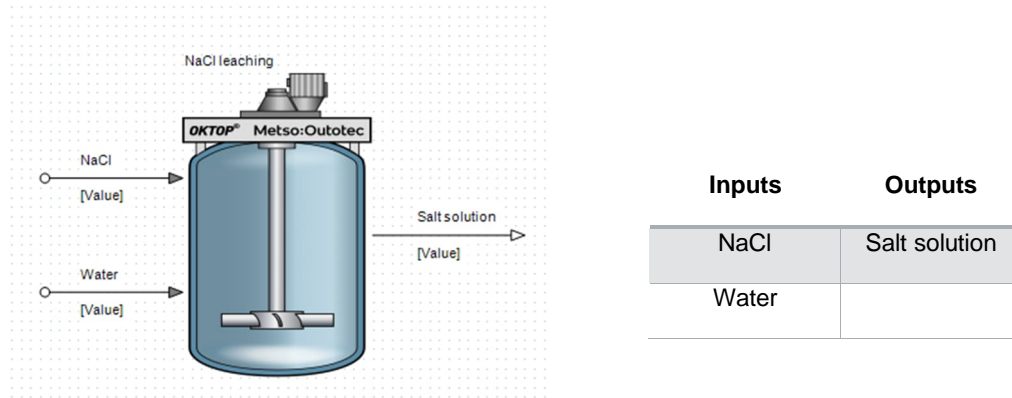 NaCl leaching
OKTOP® Metso:Outotec
NaCl
[Value]
Water
[Value]
Salt solution
[Value]
Inputs Outputs
NaCl Salt solution
Water